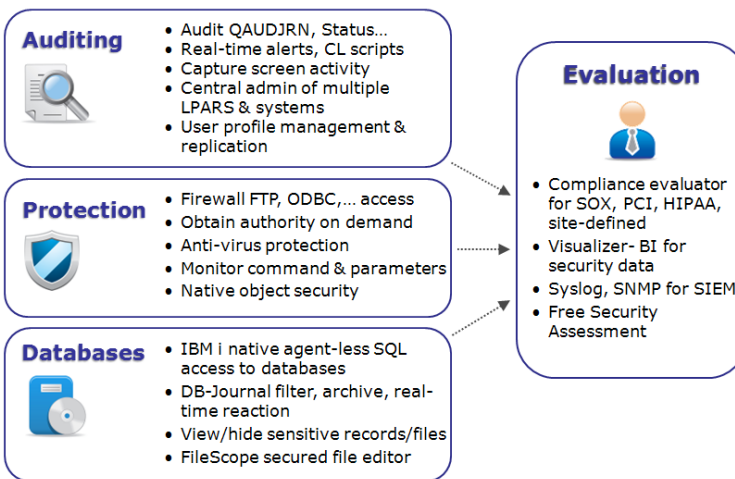 Auditing
• Audit QAUDJRN, Status...
• Real-time alerts, CL scripts
• Capture screen activity
• Central admin of multiple
LPARS & systems
• User profile management &
replication
Protection
• Firewall FTP, ODBC,... access
• Obtain authority on demand
• Anti-virus protection
• Monitor command & parameters
• Native object security
Databases
• IBM i native agent-less SQL
access to databases
• DB-Journal filter, archive, real-
time reaction
• View/hide sensitive records/files
• FileScope secured file editor
Evaluation
• Compliance evaluator
for SOX, PCI, HIPAA,
site-defined
• Visualizer- BI for
security data
• Syslog, SNMP for SIEM
• Free Security
Assessment